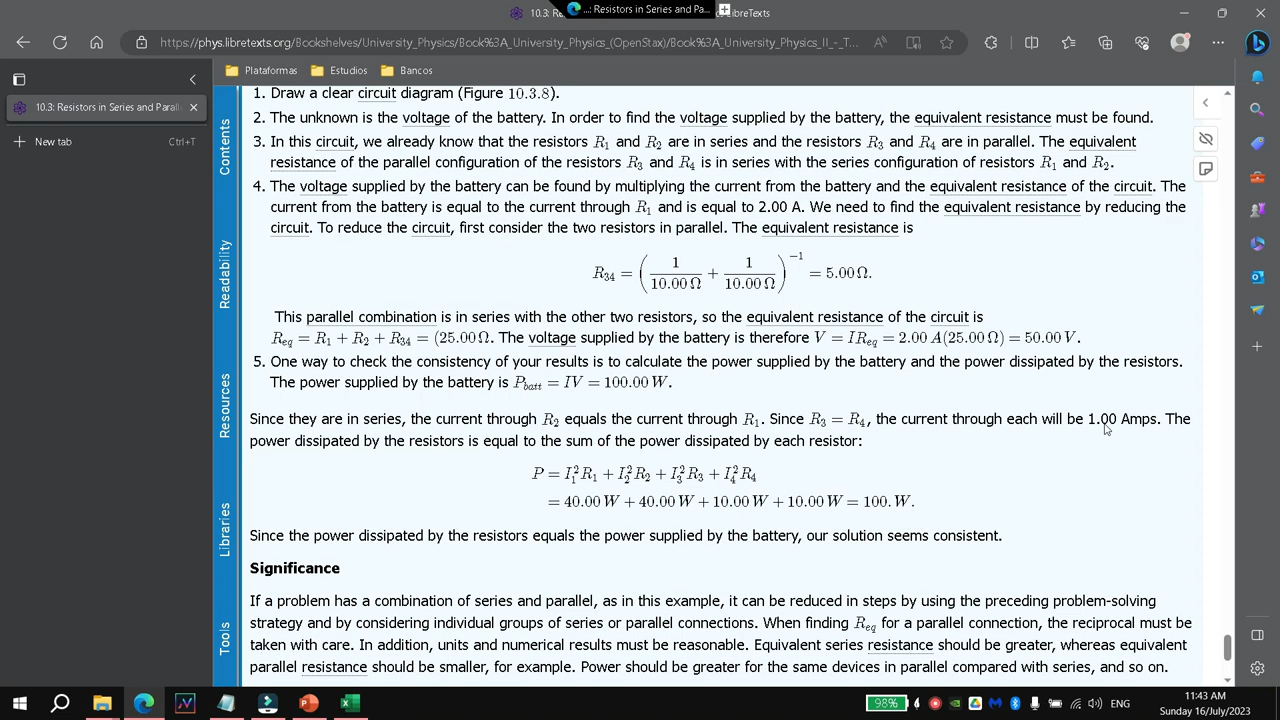 10.3: R
...: Resistors in Series and Pa...
LibreTexts
https://phys.libretexts.org/Bookshelves/University_Physics/Book%3A_University_Physics_(OpenStax)/Book%3A_University_Physics_II_-_T...
Plataformas
Estudios
Bancos
10.3: Resistors in Series and Parall
New tab
Ctrl+T
Contents
Readability
Resources
Libraries
Tools
1. Draw a clear circuit diagram (Figure 10.3.8).
2. The unknown is the voltage of the battery. In order to find the voltage supplied by the battery, the equivalent resistance must be found.
3. In this circuit, we already know that the resistors R₁ and R₂ are in series and the resistors R₃ and R₄ are in parallel. The equivalent
resistance of the parallel configuration of the resistors R₃ and R₄ is in series with the series configuration of resistors R₁ and R₂.
4. The voltage supplied by the battery can be found by multiplying the current from the battery and the equivalent resistance of the circuit. The
current from the battery is equal to the current through R₁ and is equal to 2.00 A. We need to find the equivalent resistance by reducing the
circuit. To reduce the circuit, first consider the two resistors in parallel. The equivalent resistance is
R₃₄ = (1/10.00 Ω + 1/10.00 Ω)⁻¹ = 5.00 Ω.
This parallel combination is in series with the other two resistors, so the equivalent resistance of the circuit is
R_eq = R₁ + R₂ + R₃₄ = (25.00 Ω. The voltage supplied by the battery is therefore V = IR_eq = 2.00 A(25.00 Ω) = 50.00 V.
5. One way to check the consistency of your results is to calculate the power supplied by the battery and the power dissipated by the resistors.
The power supplied by the battery is P_batt = IV = 100.00 W.
Since they are in series, the current through R₂ equals the current through R₁. Since R₃ = R₄, the current through each will be 1.00 Amps. The
power dissipated by the resistors is equal to the sum of the power dissipated by each resistor:
P = I₁²R₁ + I₂²R₂ + I₃²R₃ + I₄²R₄
= 40.00 W + 40.00 W + 10.00 W + 10.00 W = 100. W.
Since the power dissipated by the resistors equals the power supplied by the battery, our solution seems consistent.
Significance
If a problem has a combination of series and parallel, as in this example, it can be reduced in steps by using the preceding problem-solving
strategy and by considering individual groups of series or parallel connections. When finding R_eq for a parallel connection, the reciprocal must be
taken with care. In addition, units and numerical results must be reasonable. Equivalent series resistance should be greater, whereas equivalent
parallel resistance should be smaller, for example. Power should be greater for the same devices in parallel compared with series, and so on.
98%
ENG
11:43 AM
Sunday 16/July/2023